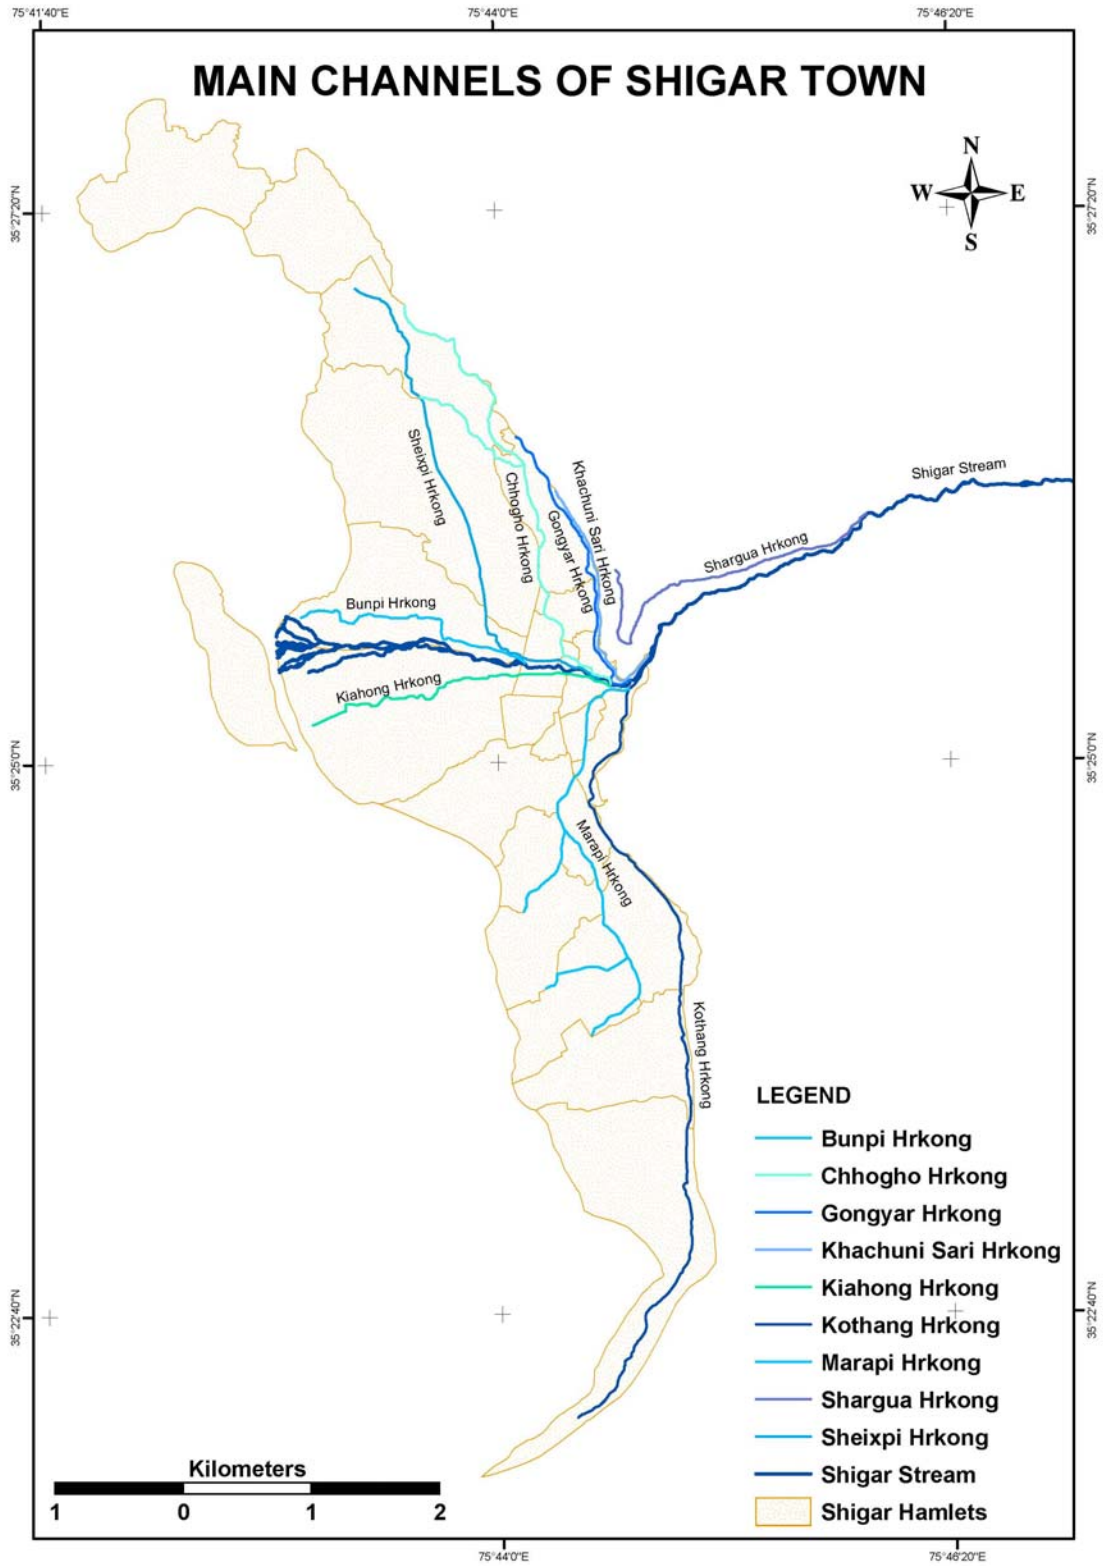 75°41'40"E 75°44'0"E 75°46'20"E
MAIN CHANNELS OF SHIGAR TOWN
N
W E
S
35°27'20"N 35°27'20"N
Shigar Stream
Sheixpi Hrkong
Chhogho Hrkong
Gongyar Hrkong
Khachuni Sari Hrkong
Shargua Hrkong
Bunpi Hrkong
Kiahong Hrkong
35°25'0"N 35°25'0"N
Marapi Hrkong
Kothang Hrkong
LEGEND
Bunpi Hrkong
Chhogho Hrkong
Gongyar Hrkong
Khachuni Sari Hrkong
Kiahong Hrkong
Kothang Hrkong
Marapi Hrkong
Shargua Hrkong
Sheixpi Hrkong
Shigar Stream
Shigar Hamlets
35°22'40"N 35°22'40"N
Kilometers
1 0 1 2
75°44'0"E 75°46'20"E